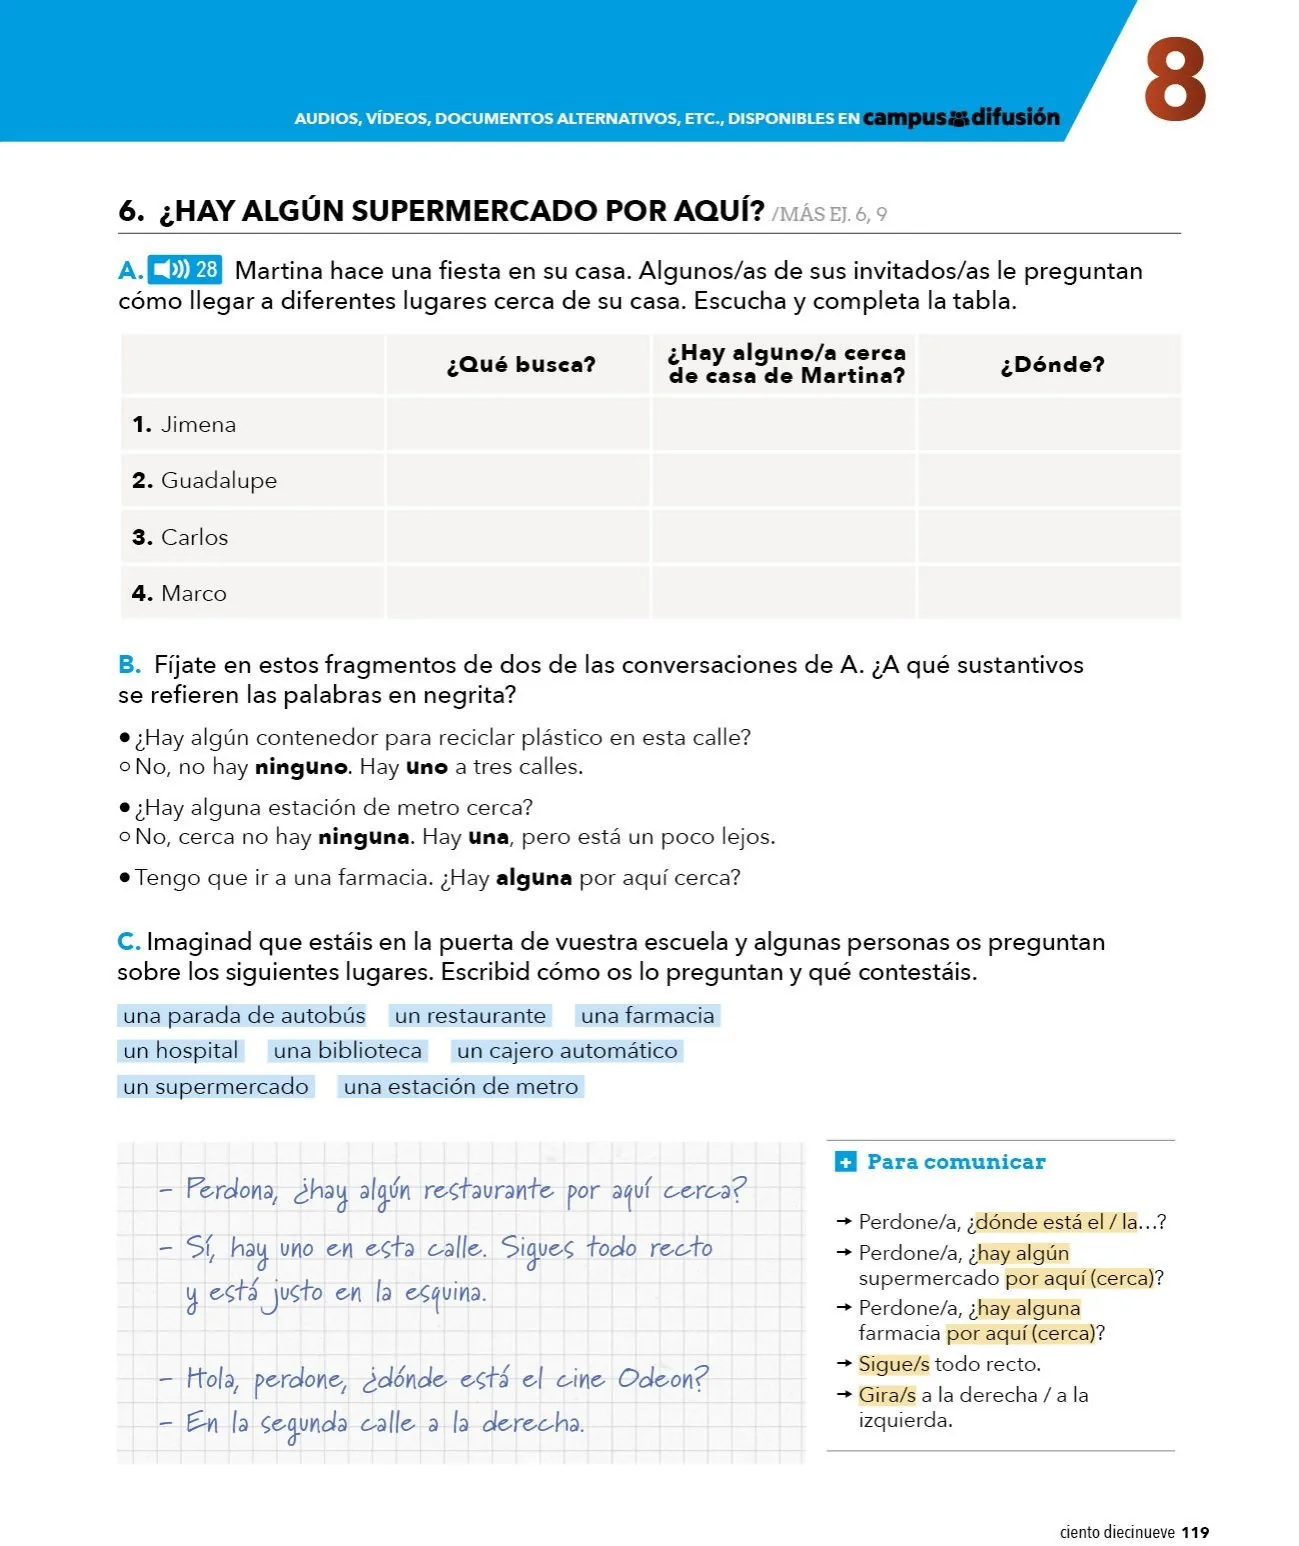 8
AUDIOS, VÍDEOS, DOCUMENTOS ALTERNATIVOS, ETC., DISPONIBLES EN campus difusión
6. ¿HAY ALGÚN SUPERMERCADO POR AQUÍ? /MÁS EJ. 6, 9
A. 28 Martina hace una fiesta en su casa. Algunos/as de sus invitados/as le preguntan
cómo llegar a diferentes lugares cerca de su casa. Escucha y completa la tabla.
¿Qué busca?
¿Hay alguno/a cerca
de casa de Martina?
¿Dónde?
1. Jimena
2. Guadalupe
3. Carlos
4. Marco
B. Fíjate en estos fragmentos de dos de las conversaciones de A. ¿A qué sustantivos
se refieren las palabras en negrita?
● ¿Hay algún contenedor para reciclar plástico en esta calle?
○ No, no hay ninguno. Hay uno a tres calles.
● ¿Hay alguna estación de metro cerca?
○ No, cerca no hay ninguna. Hay una, pero está un poco lejos.
● Tengo que ir a una farmacia. ¿Hay alguna por aquí cerca?
C. Imaginad que estáis en la puerta de vuestra escuela y algunas personas os preguntan
sobre los siguientes lugares. Escribid cómo os lo preguntan y qué contestáis.
una parada de autobús un restaurante una farmacia
un hospital una biblioteca un cajero automático
un supermercado una estación de metro
– Perdona, ¿hay algún restaurante por aquí cerca?
– Sí, hay uno en esta calle. Sigues todo recto
y está justo en la esquina.
– Hola, perdone, ¿dónde está el cine Odeon?
– En la segunda calle a la derecha.
+ Para comunicar
→ Perdone/a, ¿dónde está el / la…?
→ Perdone/a, ¿hay algún
supermercado por aquí (cerca)?
→ Perdone/a, ¿hay alguna
farmacia por aquí (cerca)?
→ Sigue/s todo recto.
→ Gira/s a la derecha / a la
izquierda.
ciento diecinueve 119